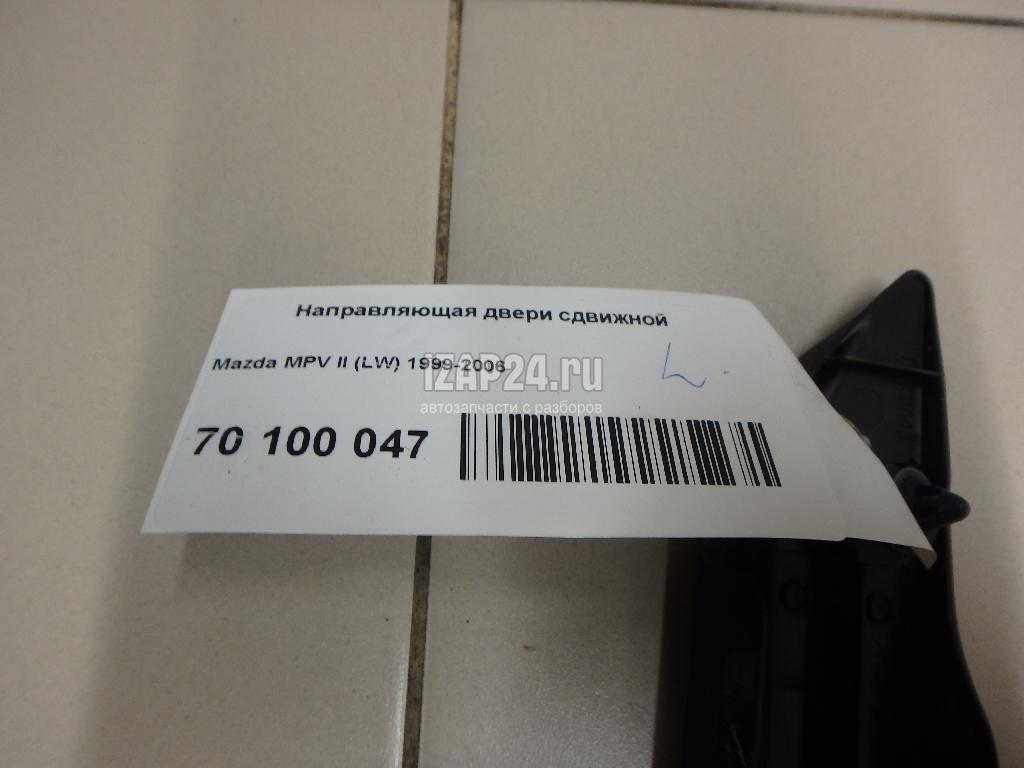 Направляющая двери сдвижной
Mazda MPV II (LW) 1999-2006
IZAP24.ru
автозапчасти с разборов
70 100 047
L.